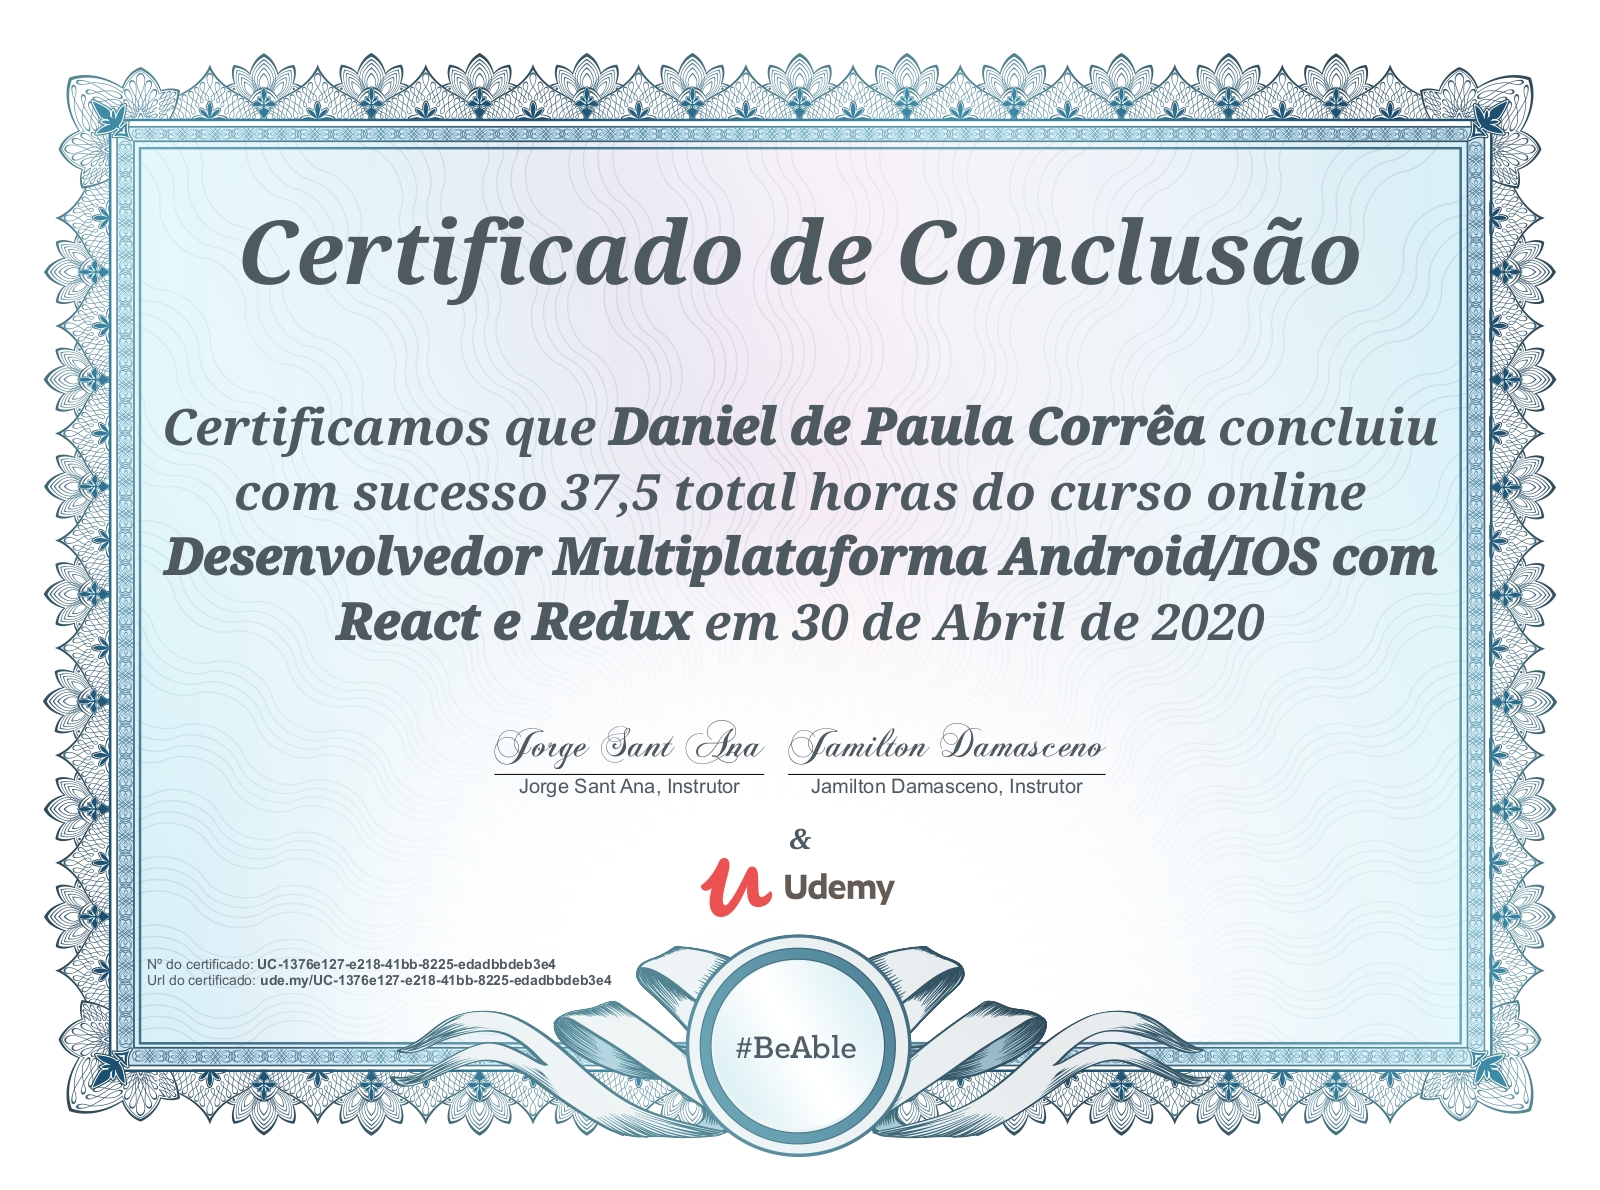 Certificado de Conclusão
Certificamos que Daniel de Paula Corrêa concluiu
com sucesso 37,5 total horas do curso online
Desenvolvedor Multiplataforma Android/IOS com
React e Redux em 30 de Abril de 2020
Jorge Sant Ana Jamilton Damasceno
Jorge Sant Ana, Instrutor Jamilton Damasceno, Instrutor
&
Udemy
Nº do certificado: UC-1376e127-e218-41bb-8225-edadbbdeb3e4
Url do certificado: ude.my/UC-1376e127-e218-41bb-8225-edadbbdeb3e4
#BeAble